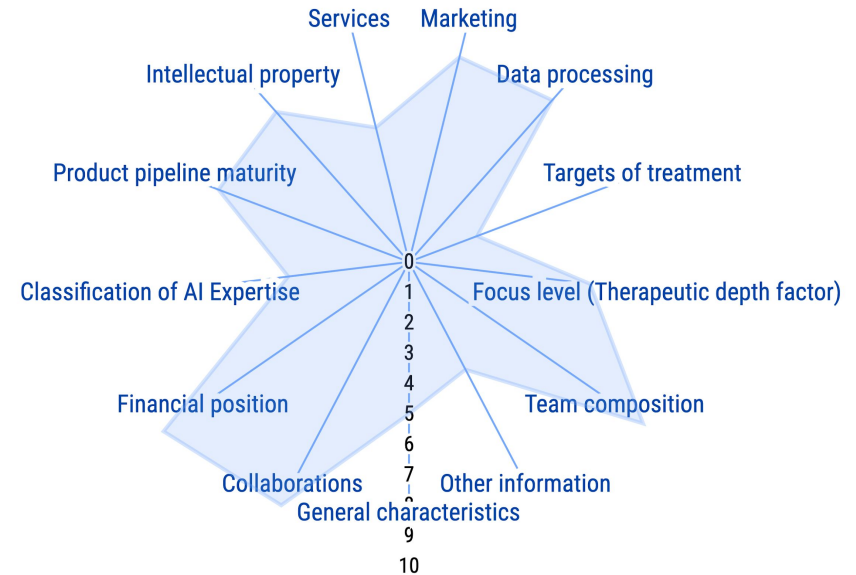 Services
Marketing
Intellectual property
Data processing
Product pipeline maturity
Targets of treatment
0
Classification of AI Expertise
1
Focus level (Therapeutic depth factor)
2
3
4
Financial position
5
Team composition
6
7
Collaborations
Other information
General characteristics
9
10